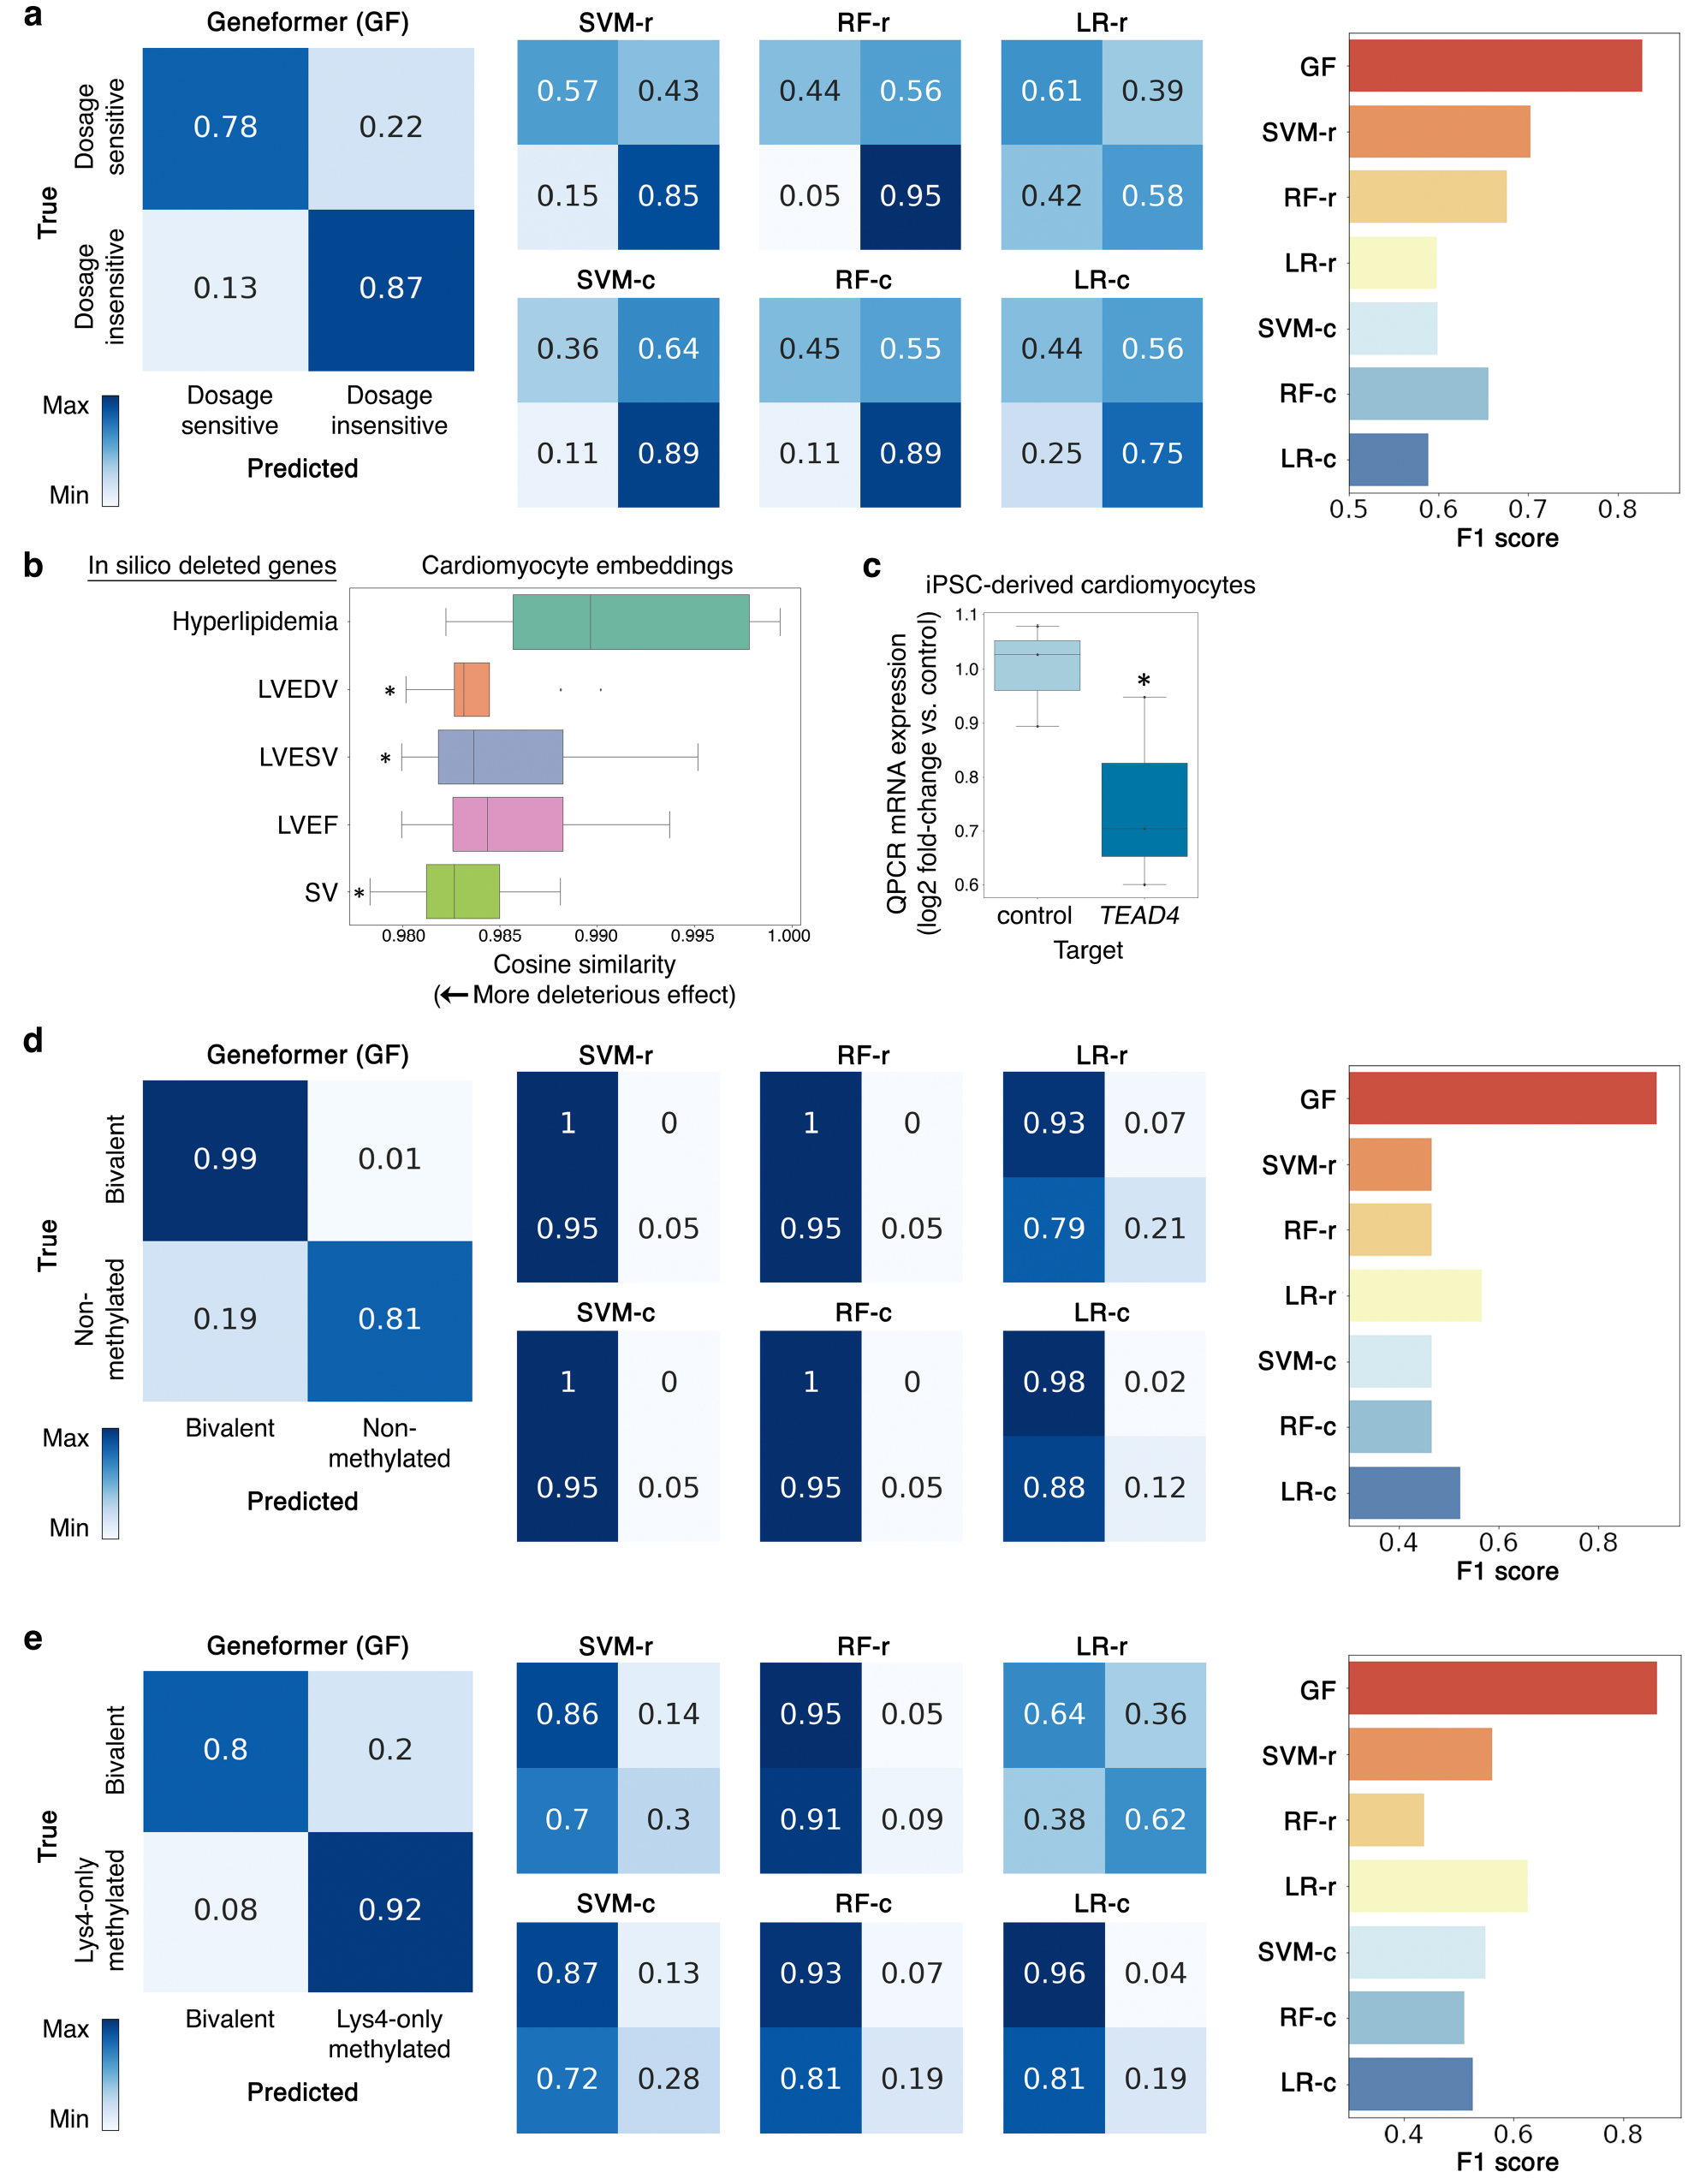 a
Geneformer (GF)
SVM-r
RF-r
LR-r
True
Dosage
sensitive
Dosage
insensitive
0.78
0.22
0.13
0.87
Dosage
sensitive
Dosage
insensitive
Predicted
Max
Min
0.57 0.43
0.15 0.85
0.44 0.56
0.05 0.95
0.61 0.39
0.42 0.58
SVM-c
RF-c
LR-c
0.36 0.64
0.11 0.89
0.45 0.55
0.11 0.89
0.44 0.56
0.25 0.75
GF
SVM-r
RF-r
LR-r
SVM-c
RF-c
LR-c
0.5 0.6 0.7 0.8
F1 score
b
In silico deleted genes
Cardiomyocyte embeddings
Hyperlipidemia
LVEDV
*
LVESV
*
LVEF
SV
*
0.980 0.985 0.990 0.995 1.000
Cosine similarity
(← More deleterious effect)
c
iPSC-derived cardiomyocytes
QPCR mRNA expression
(log2 fold-change vs. control)
1.1
1.0
0.9
0.8
0.7
0.6
*
control
TEAD4
Target
d
Geneformer (GF)
SVM-r
RF-r
LR-r
True
Bivalent
Non-
methylated
0.99
0.01
0.19
0.81
Bivalent
Non-
methylated
Predicted
Max
Min
1 0
0.95 0.05
1 0
0.95 0.05
0.93 0.07
0.79 0.21
SVM-c
RF-c
LR-c
1 0
0.95 0.05
1 0
0.95 0.05
0.98 0.02
0.88 0.12
GF
SVM-r
RF-r
LR-r
SVM-c
RF-c
LR-c
0.4 0.6 0.8
F1 score
e
Geneformer (GF)
SVM-r
RF-r
LR-r
True
Bivalent
Lys4-only
methylated
0.8
0.2
0.08
0.92
Bivalent
Lys4-only
methylated
Predicted
Max
Min
0.86 0.14
0.7 0.3
0.95 0.05
0.91 0.09
0.64 0.36
0.38 0.62
SVM-c
RF-c
LR-c
0.87 0.13
0.72 0.28
0.93 0.07
0.81 0.19
0.96 0.04
0.81 0.19
GF
SVM-r
RF-r
LR-r
SVM-c
RF-c
LR-c
0.4 0.6 0.8
F1 score